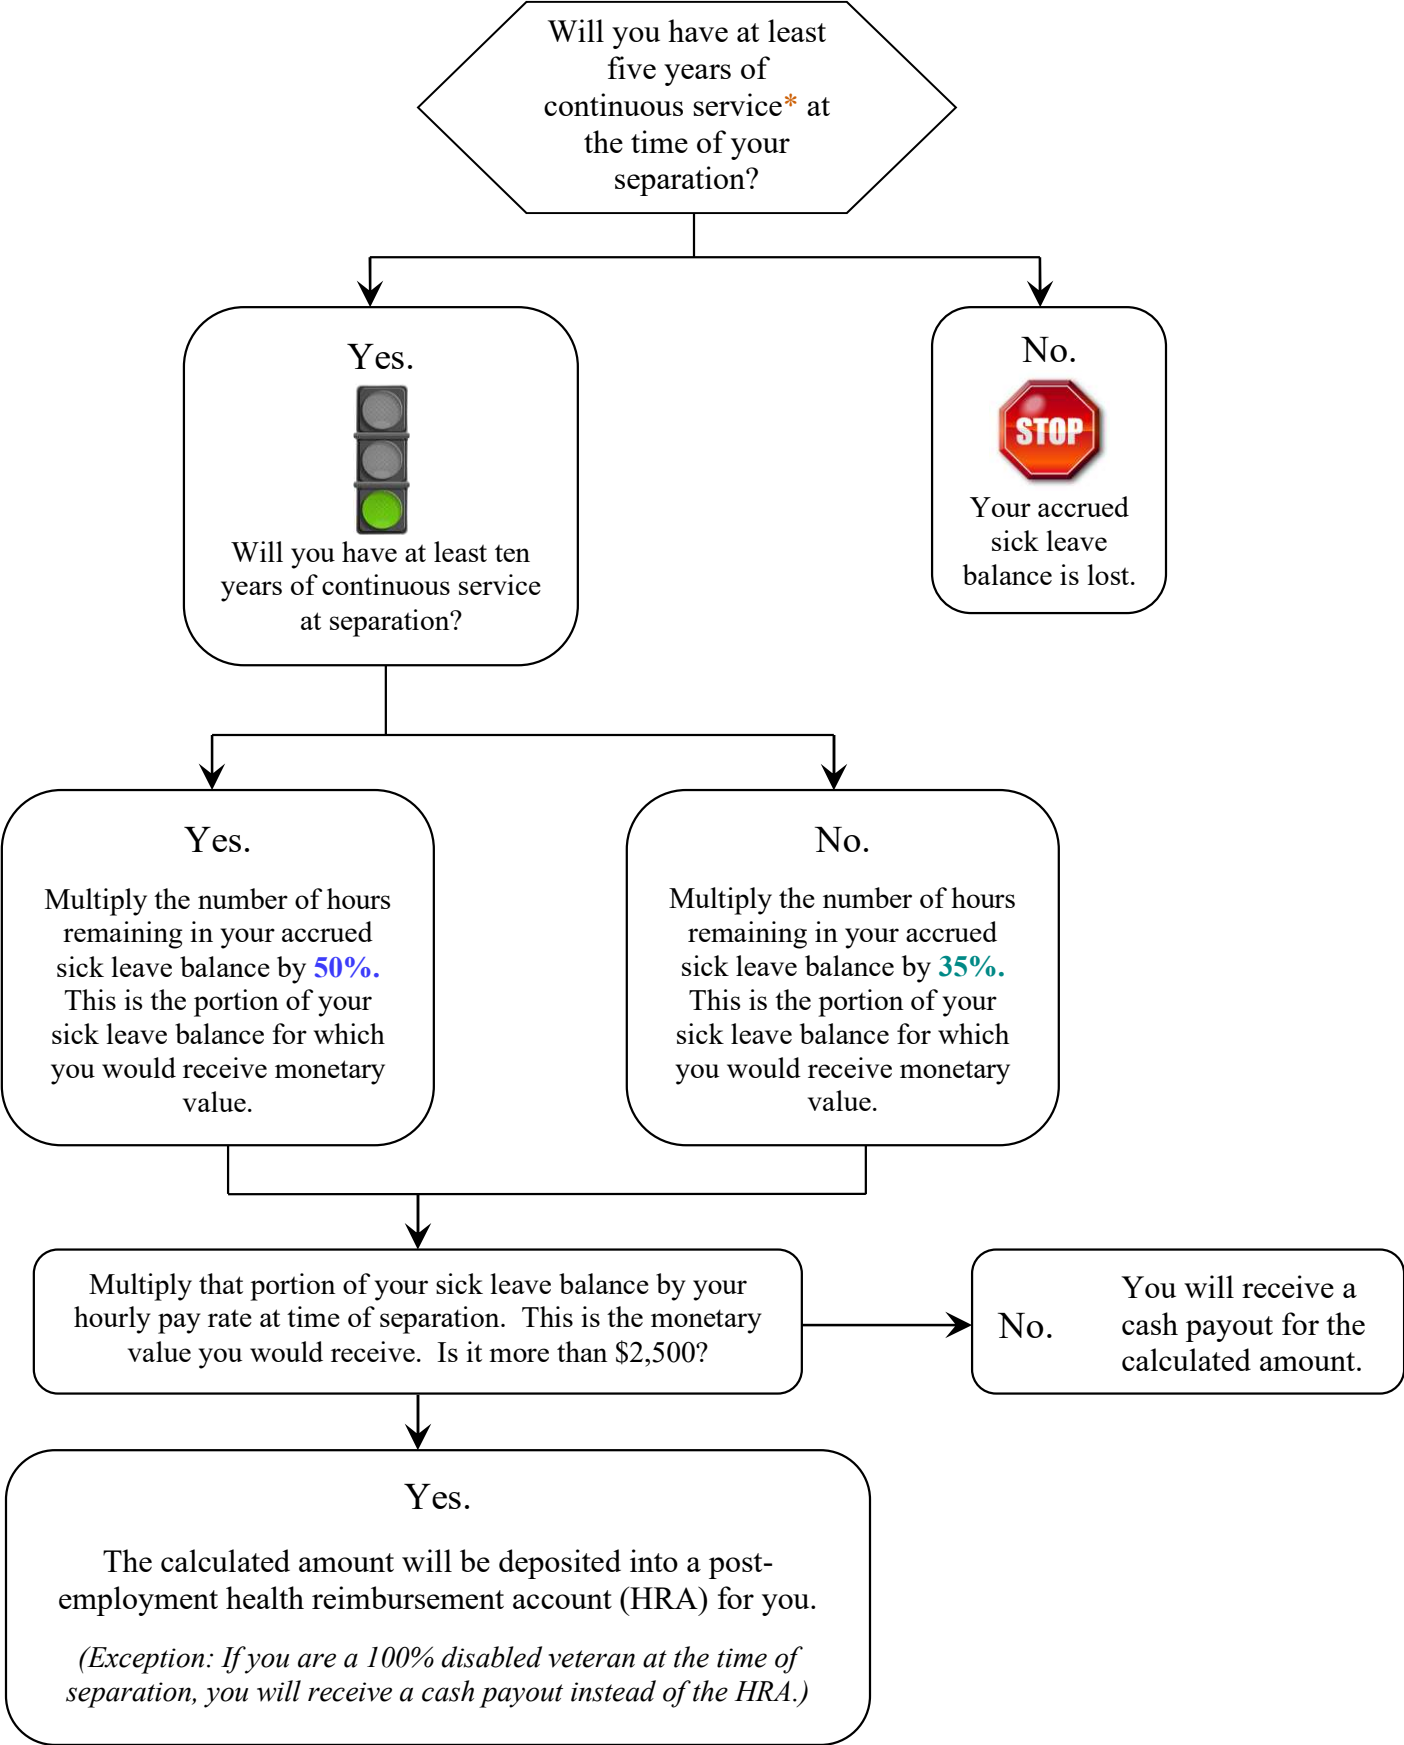 Will you have at least
five years of
continuous service* at
the time of your
separation?
Yes.
Will you have at least ten
years of continuous service
at separation?
No.
STOP
Your accrued
sick leave
balance is lost.
Yes.
Multiply the number of hours
remaining in your accrued
sick leave balance by 50%.
This is the portion of your
sick leave balance for which
you would receive monetary
value.
No.
Multiply the number of hours
remaining in your accrued
sick leave balance by 35%.
This is the portion of your
sick leave balance for which
you would receive monetary
value.
Multiply that portion of your sick leave balance by your
hourly pay rate at time of separation.  This is the monetary
value you would receive.  Is it more than $2,500?
No.
You will receive a
cash payout for the
calculated amount.
Yes.
The calculated amount will be deposited into a post-
employment health reimbursement account (HRA) for you.
(Exception: If you are a 100% disabled veteran at the time of
separation, you will receive a cash payout instead of the HRA.)